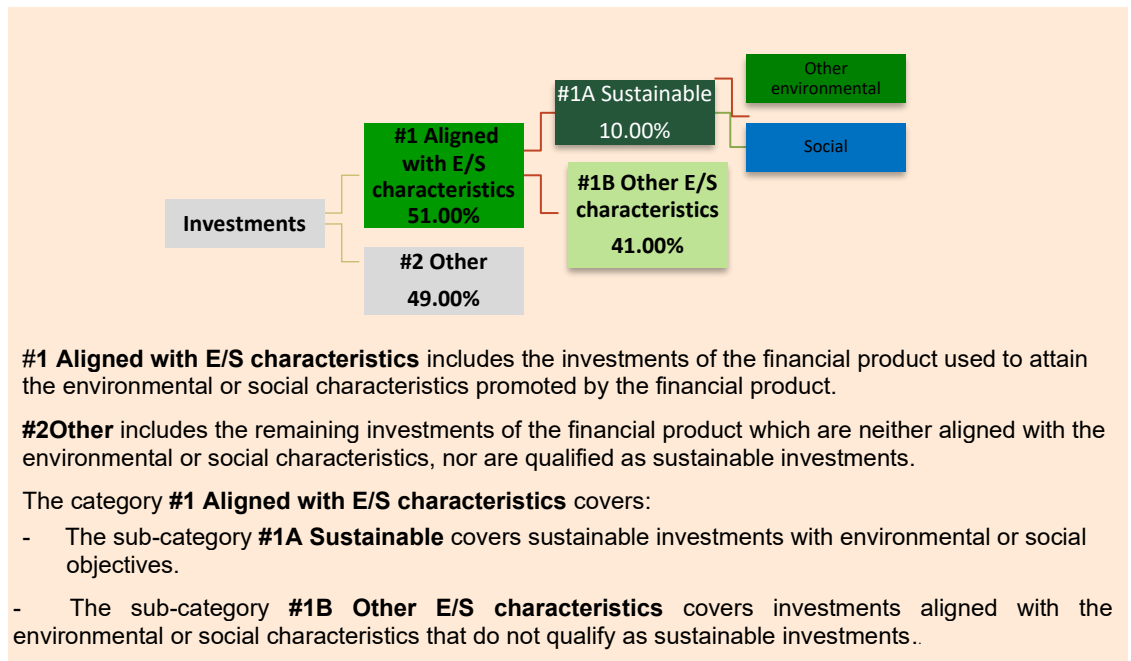 Other
environmental
#1A Sustainable
10.00%
Social
#1 Aligned
with E/S
characteristics
51.00%
#1B Other E/S
characteristics
41.00%
Investments
#2 Other
49.00%
#1 Aligned with E/S characteristics includes the investments of the financial product used to attain
the environmental or social characteristics promoted by the financial product.
#2Other includes the remaining investments of the financial product which are neither aligned with the
environmental or social characteristics, nor are qualified as sustainable investments.
The category #1 Aligned with E/S characteristics covers:
- The sub-category #1A Sustainable covers sustainable investments with environmental or social
objectives.
- The sub-category #1B Other E/S characteristics covers investments aligned with the
environmental or social characteristics that do not qualify as sustainable investments..